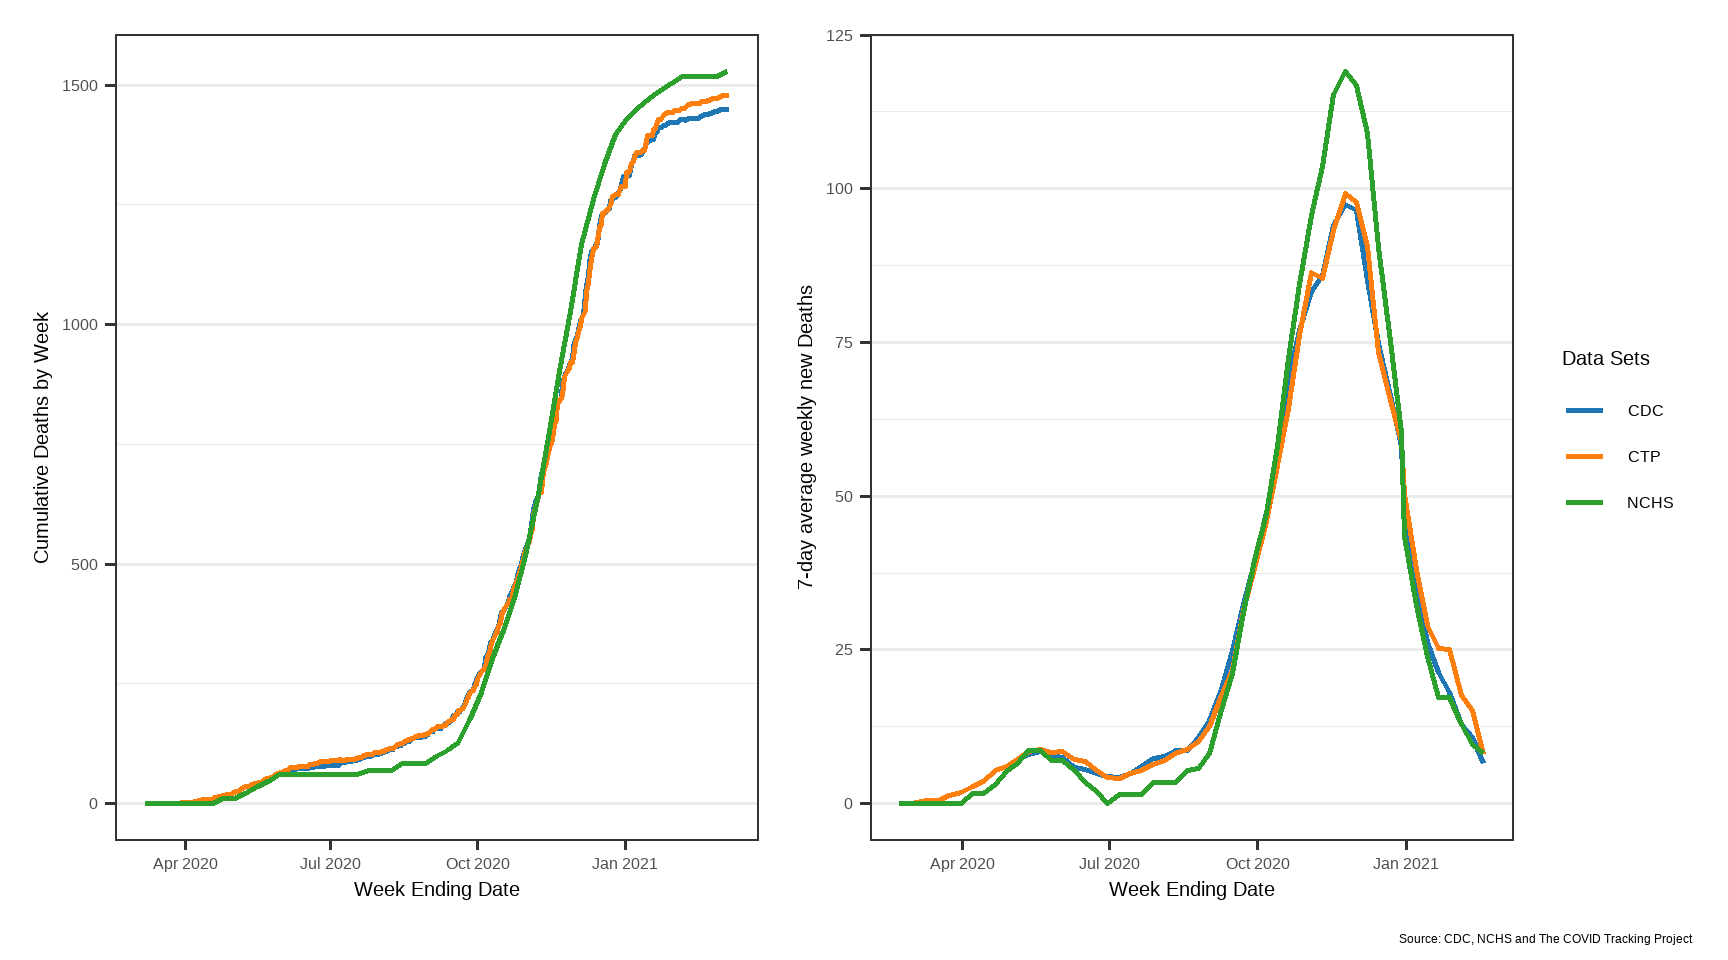 Cumulative Deaths by Week
1500
1000
500
0
Apr 2020
Jul 2020
Oct 2020
Jan 2021
Week Ending Date
7-day average weekly new Deaths
125
100
75
50
25
0
Apr 2020
Jul 2020
Oct 2020
Jan 2021
Week Ending Date
Data Sets
CDC
CTP
NCHS
Source: CDC, NCHS and The COVID Tracking Project